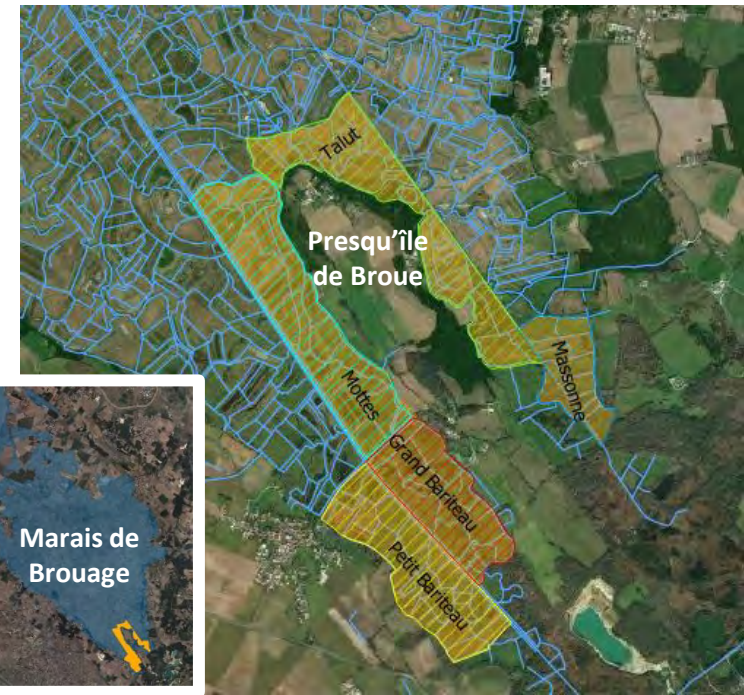 Talut
Presqu'île
de Broue
Massonne
Mottes
Grand Bariteau
Petit Bariteau
Marais de
Brouage